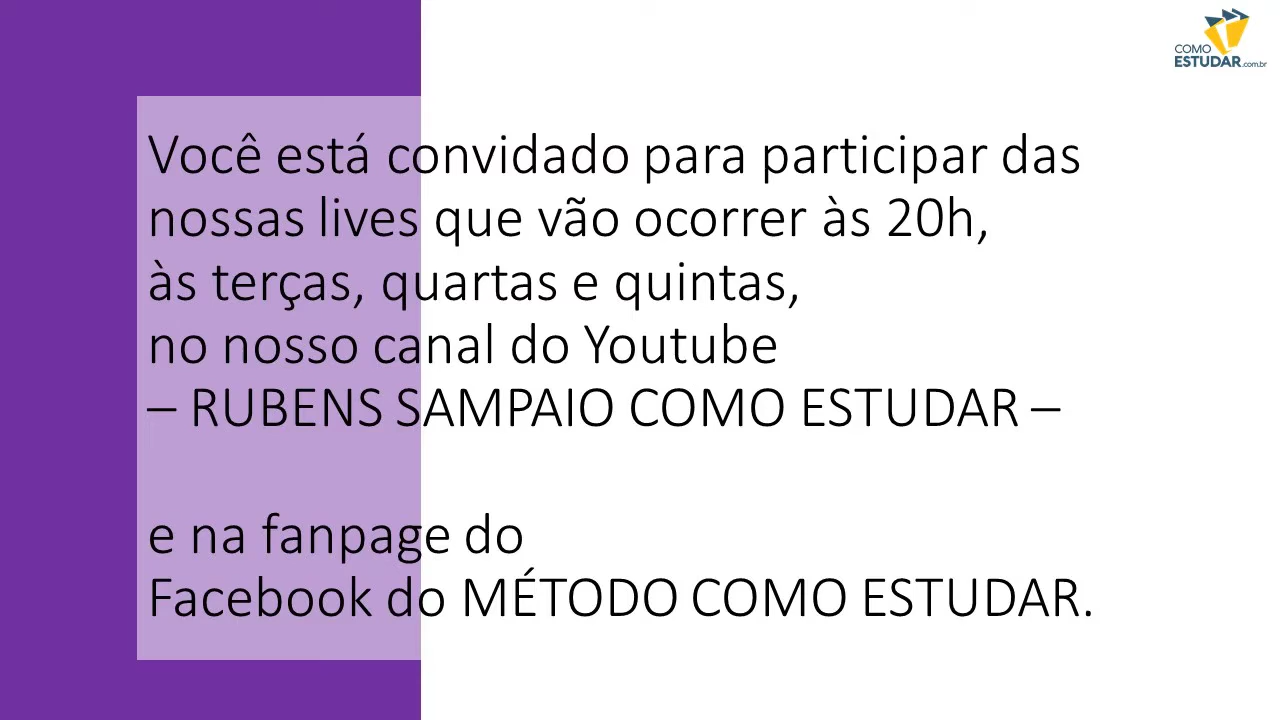 COMO
ESTUDAR.com.br
Você está convidado para participar das
nossas lives que vão ocorrer às 20h,
às terças, quartas e quintas,
no nosso canal do Youtube
– RUBENS SAMPAIO COMO ESTUDAR –
e na fanpage do
Facebook do MÉTODO COMO ESTUDAR.